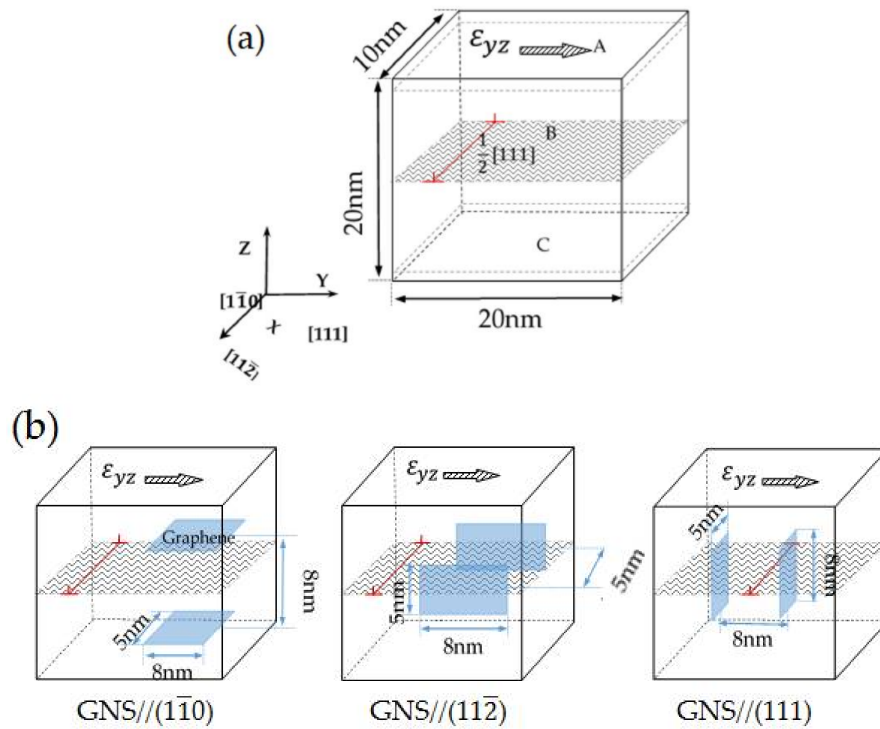 (a)
10nm
ε_yz
A
B
½[111]
20nm
C
Z
Y
[11̅0]
X
[111]
[112̅]
20nm
(b)
ε_yz
Graphene
8nm
5nm
8nm
GNS//(11̅0)
ε_yz
5nm
5nm
8nm
GNS//(112̅)
ε_yz
5nm
8nm
8nm
GNS//(111)